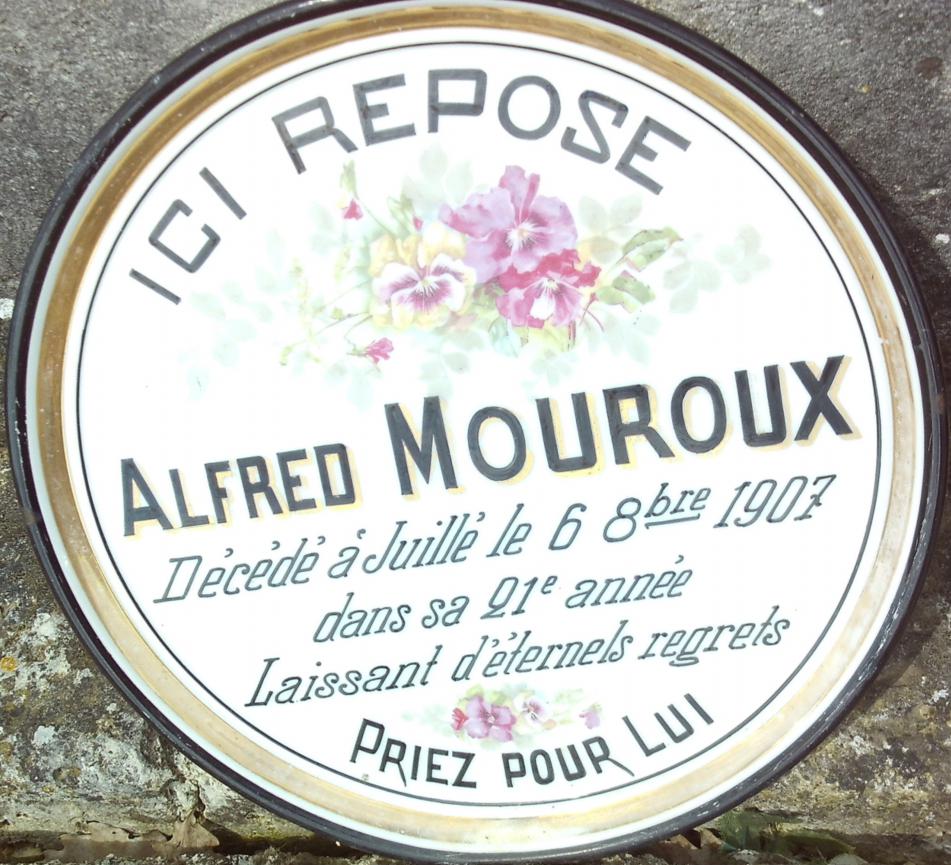 ICI REPOSE
ALFRED MOUROUX
Décédé à Juillé le 6 8bre 1907
dans sa 21e année
Laissant d'éternels regrets
PRIEZ POUR LUI